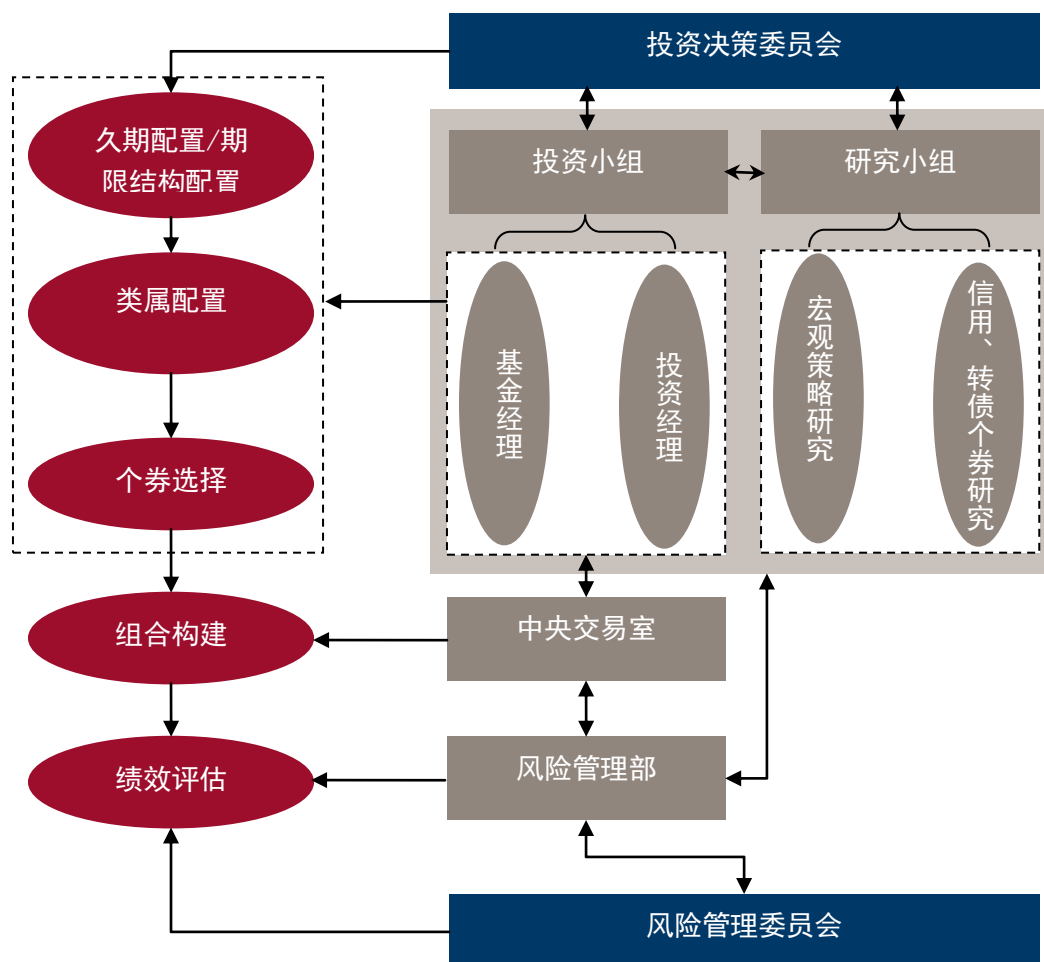 投资决策委员会
久期配置/期
限结构配置
投资小组
研究小组
类属配置
基金经理
投资经理
宏观策略研究
信用、转债个券研究
个券选择
组合构建
中央交易室
绩效评估
风险管理部
风险管理委员会